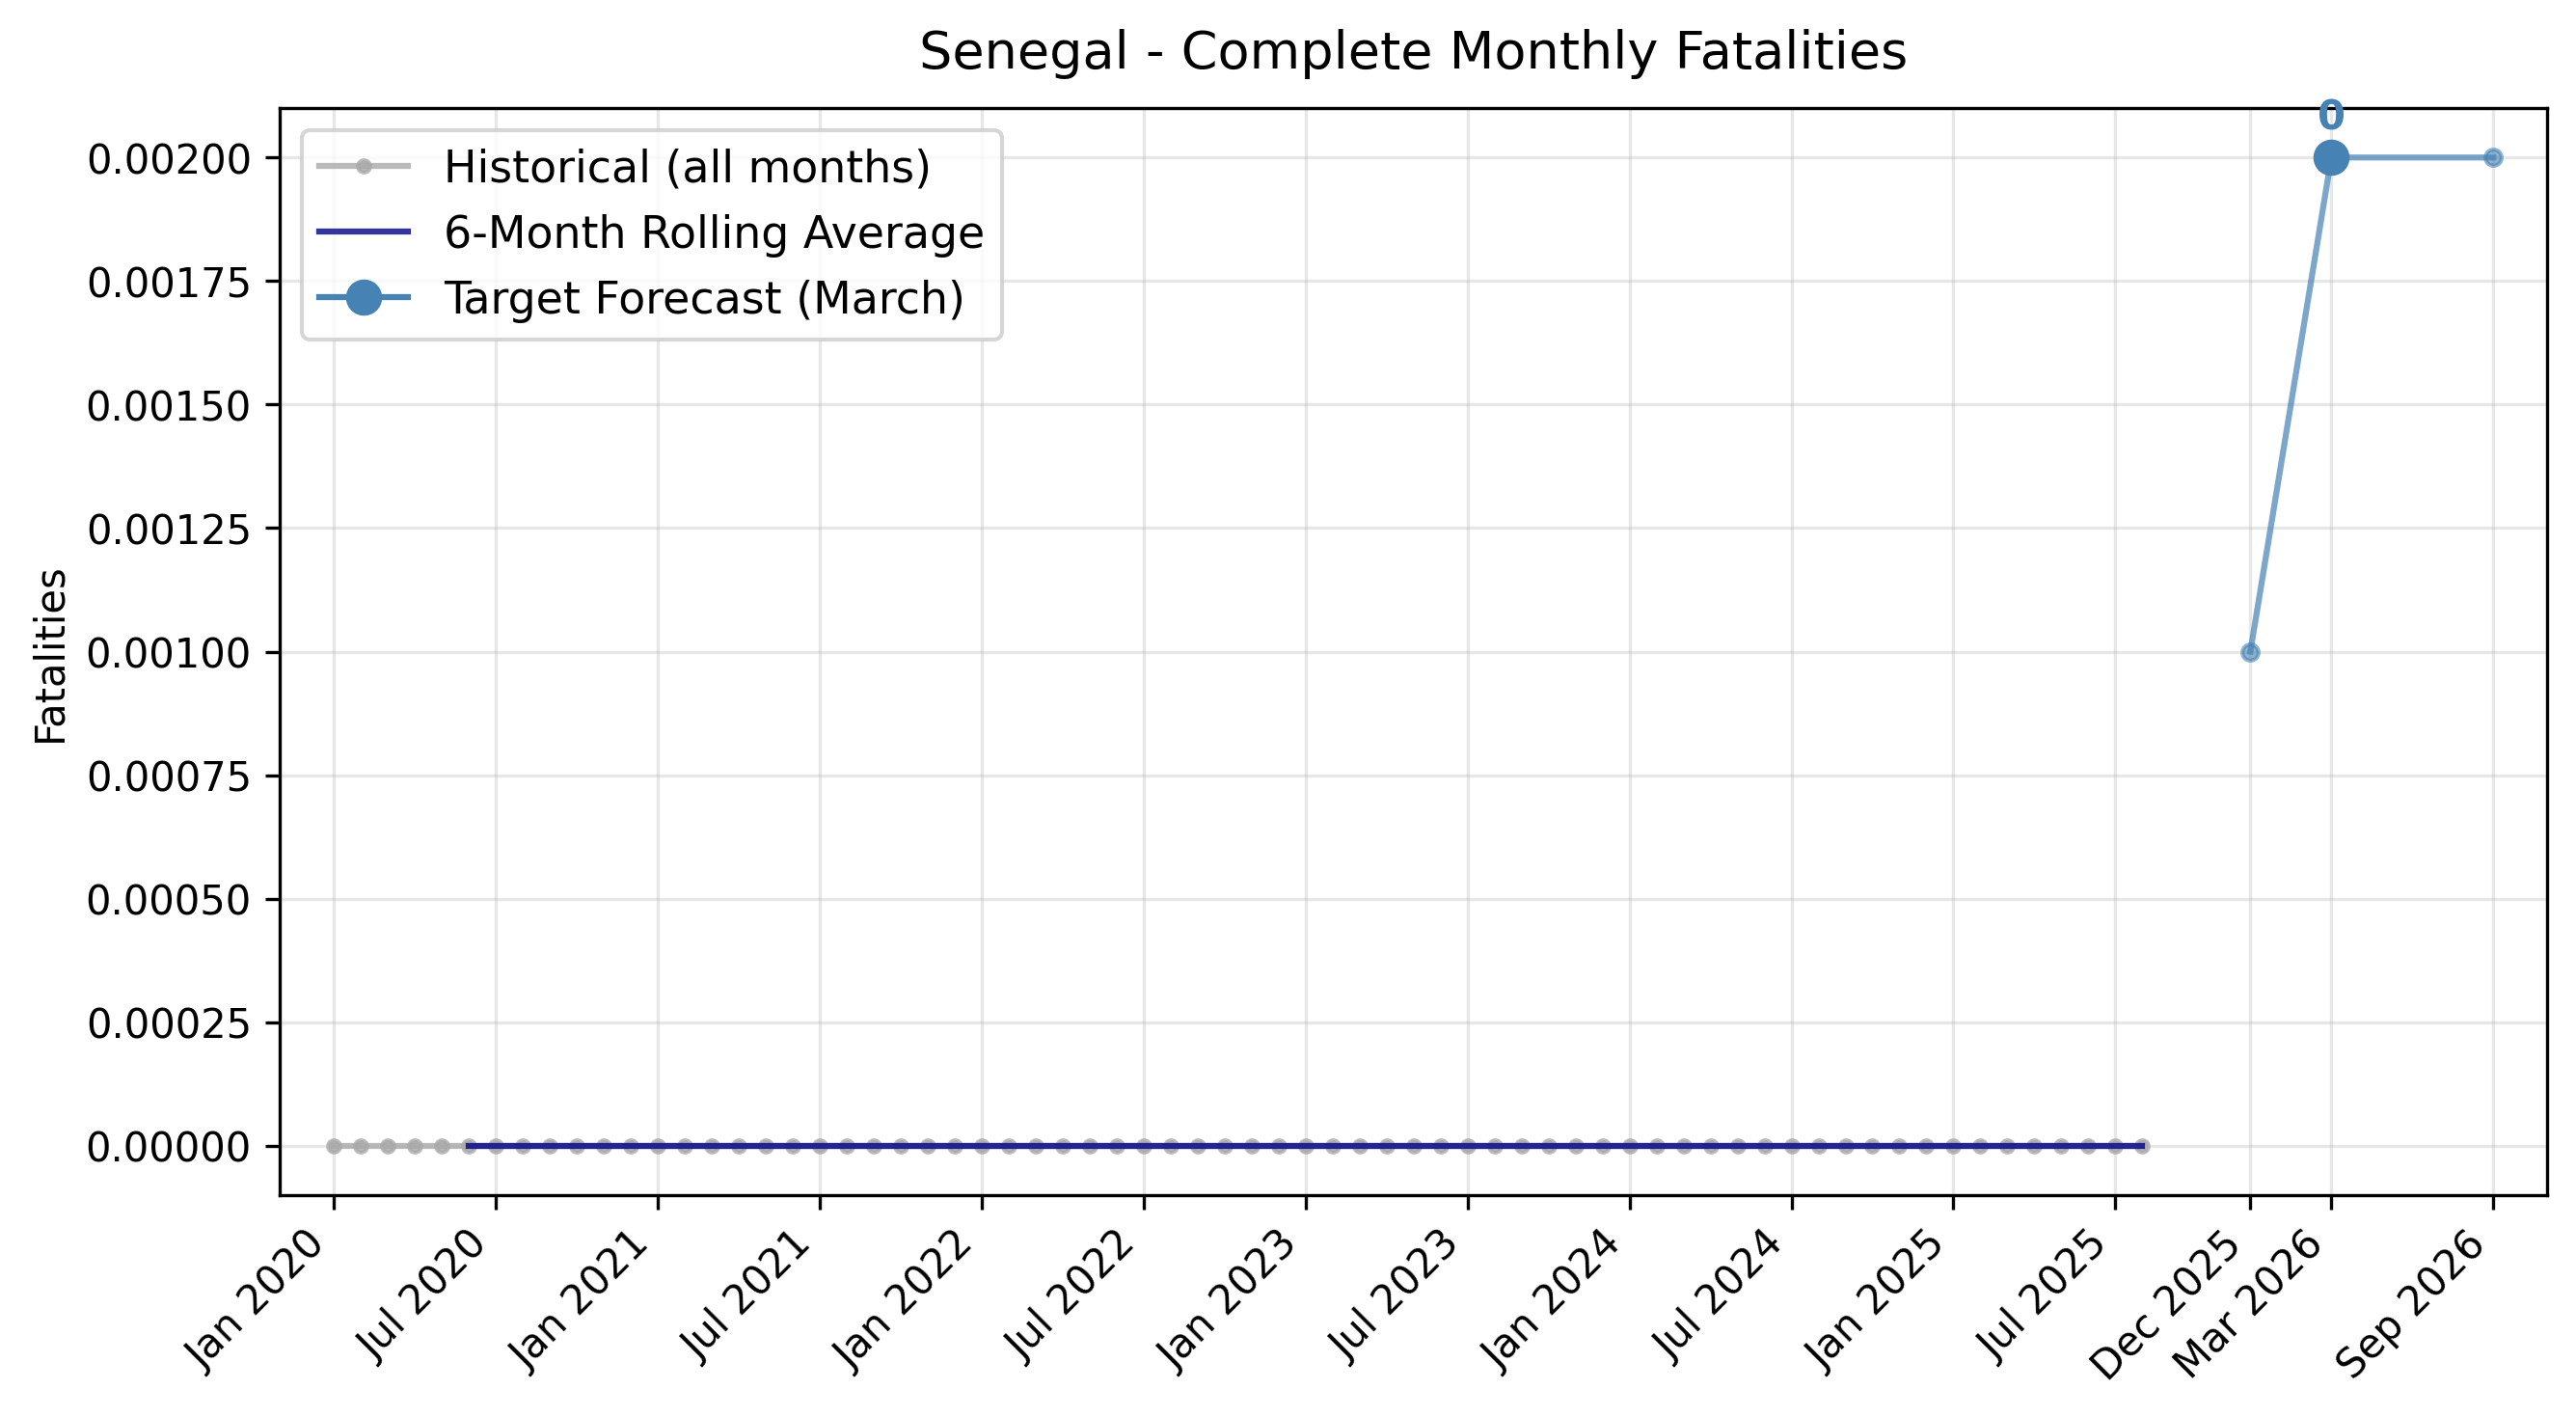 Senegal - Complete Monthly Fatalities
0
Historical (all months)
6-Month Rolling Average
Target Forecast (March)
Fatalities
0.00200
0.00175
0.00150
0.00125
0.00100
0.00075
0.00050
0.00025
0.00000
Jan 2020
Jul 2020
Jan 2021
Jul 2021
Jan 2022
Jul 2022
Jan 2023
Jul 2023
Jan 2024
Jul 2024
Jan 2025
Jul 2025
Dec 2025
Mar 2026
Sep 2026